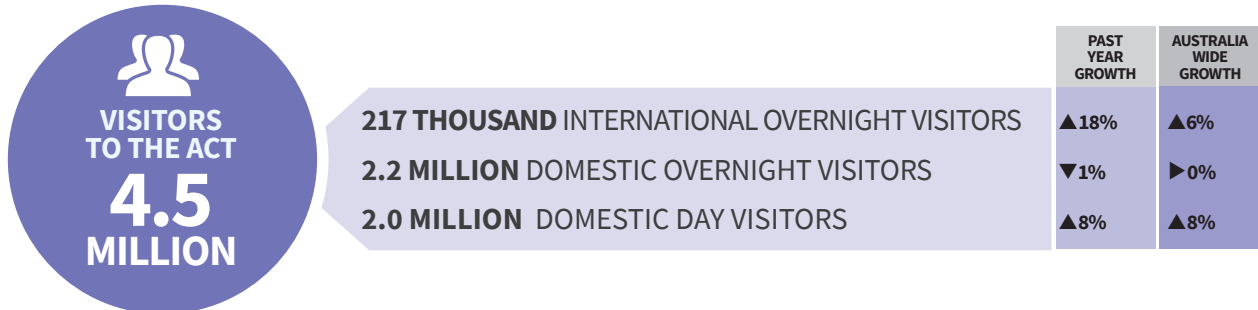 VISITORS
TO THE ACT
4.5
MILLION
PAST
YEAR
GROWTH
AUSTRALIA
WIDE
GROWTH
217 THOUSAND INTERNATIONAL OVERNIGHT VISITORS ▲18% ▲6%
2.2 MILLION DOMESTIC OVERNIGHT VISITORS ▼1% ▶0%
2.0 MILLION DOMESTIC DAY VISITORS ▲8% ▲8%